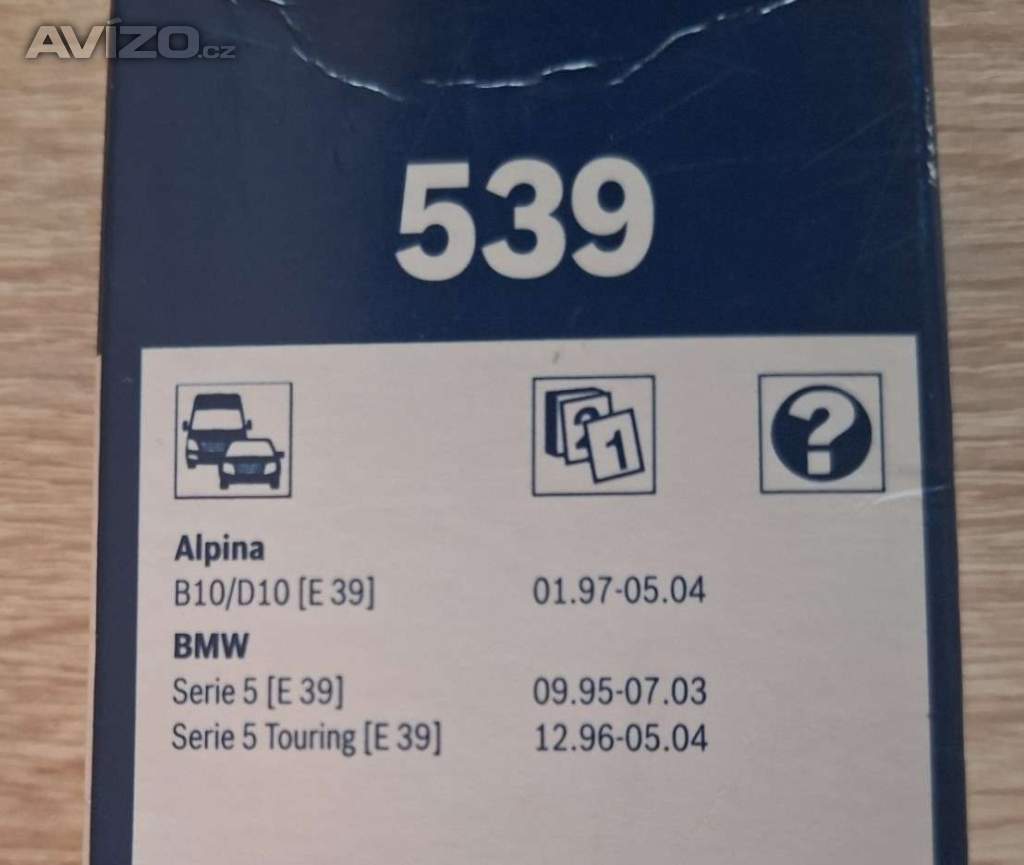 AVÍZO.cz
539
2 1 ?
Alpina
B10/D10 [E 39] 01.97-05.04
BMW
Serie 5 [E 39] 09.95-07.03
Serie 5 Touring [E 39] 12.96-05.04